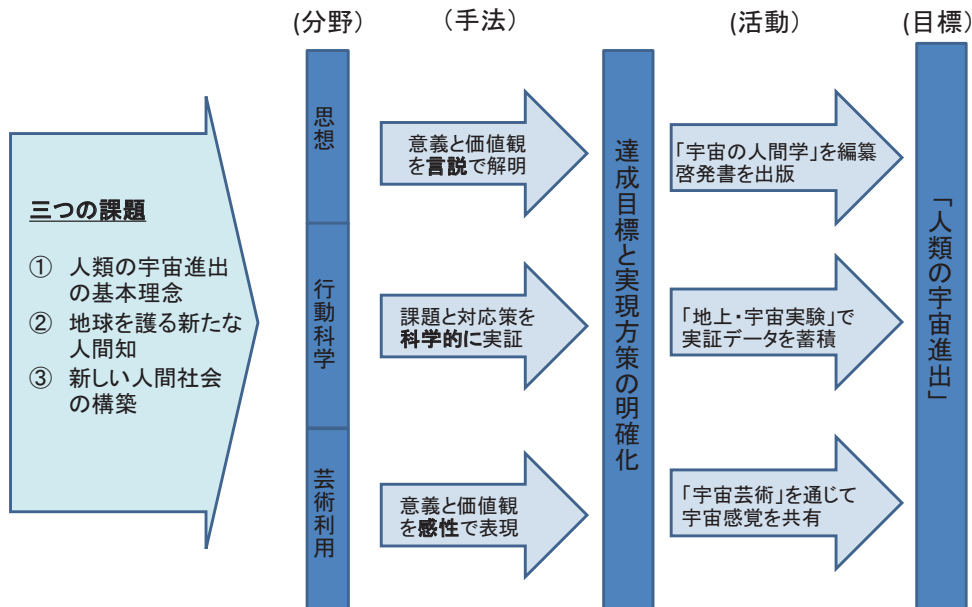 (分野)
（手法）
(活動)
(目標)
三つの課題
① 人類の宇宙進出
の基本理念
② 地球を護る新たな
人間知
③ 新しい人間社会
の構築
思想
行動科学
芸術利用
意義と価値観
を言説で解明
課題と対応策を
科学的に実証
意義と価値観
を感性で表現
達成目標と実現方策の明確化
「宇宙の人間学」を編纂
啓発書を出版
「地上・宇宙実験」で
実証データを蓄積
「宇宙芸術」を通じて
宇宙感覚を共有
「人類の宇宙進出」